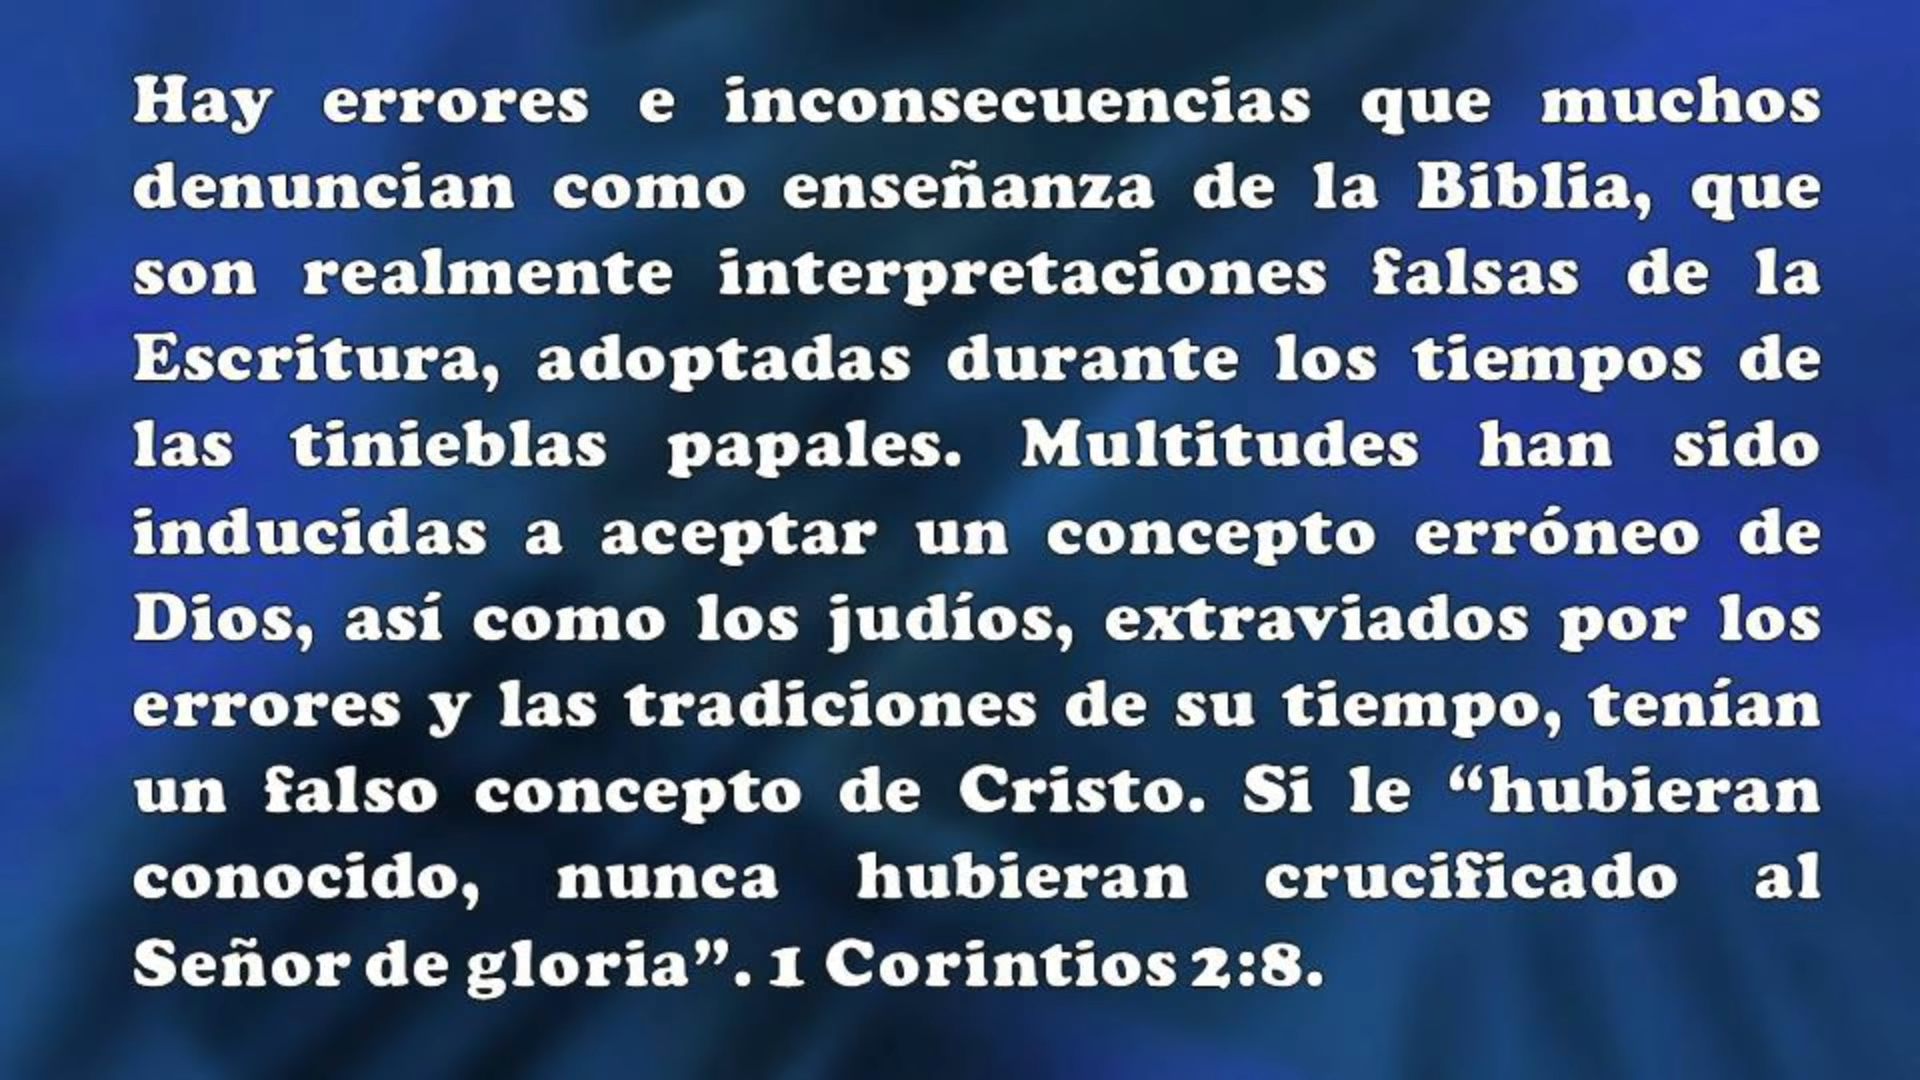 Hay errores e inconsecuencias que muchos
denuncian como enseñanza de la Biblia, que
son realmente interpretaciones falsas de la
Escritura, adoptadas durante los tiempos de
las tinieblas papales. Multitudes han sido
inducidas a aceptar un concepto erróneo de
Dios, así como los judíos, extraviados por los
errores y las tradiciones de su tiempo, tenían
un falso concepto de Cristo. Si le “hubieran
conocido, nunca hubieran crucificado al
Señor de gloria”. 1 Corintios 2:8.